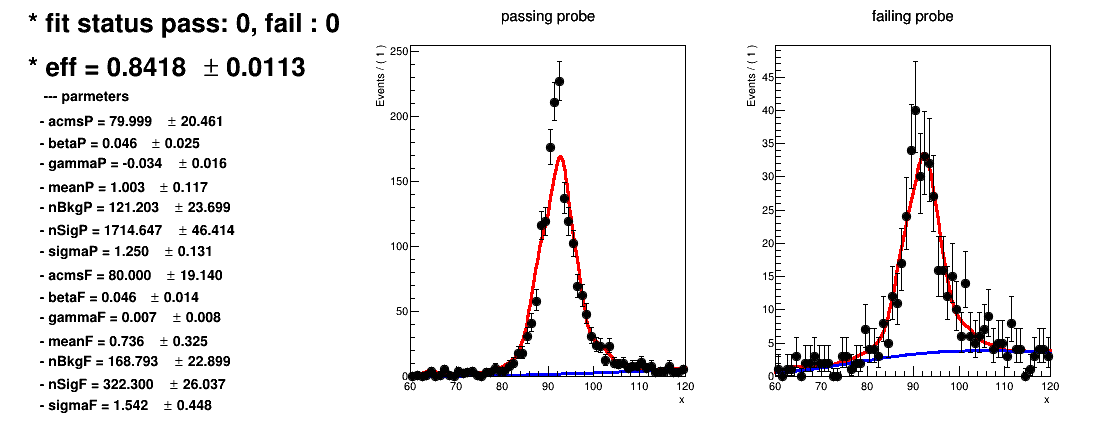 * fit status pass: 0, fail : 0
* eff = 0.8418 ± 0.0113
--- parmeters
- acmsP = 79.999 ± 20.461
- betaP = 0.046 ± 0.025
- gammaP = -0.034 ± 0.016
- meanP = 1.003 ± 0.117
- nBkgP = 121.203 ± 23.699
- nSigP = 1714.647 ± 46.414
- sigmaP = 1.250 ± 0.131
- acmsF = 80.000 ± 19.140
- betaF = 0.046 ± 0.014
- gammaF = 0.007 ± 0.008
- meanF = 0.736 ± 0.325
- nBkgF = 168.793 ± 22.899
- nSigF = 322.300 ± 26.037
- sigmaF = 1.542 ± 0.448
passing probe
Events / ( 1 )
250
200
150
100
50
0
60 70 80 90 100 110 120
x
failing probe
Events / ( 1 )
45
40
35
30
25
20
15
10
5
0
60 70 80 90 100 110 120
x